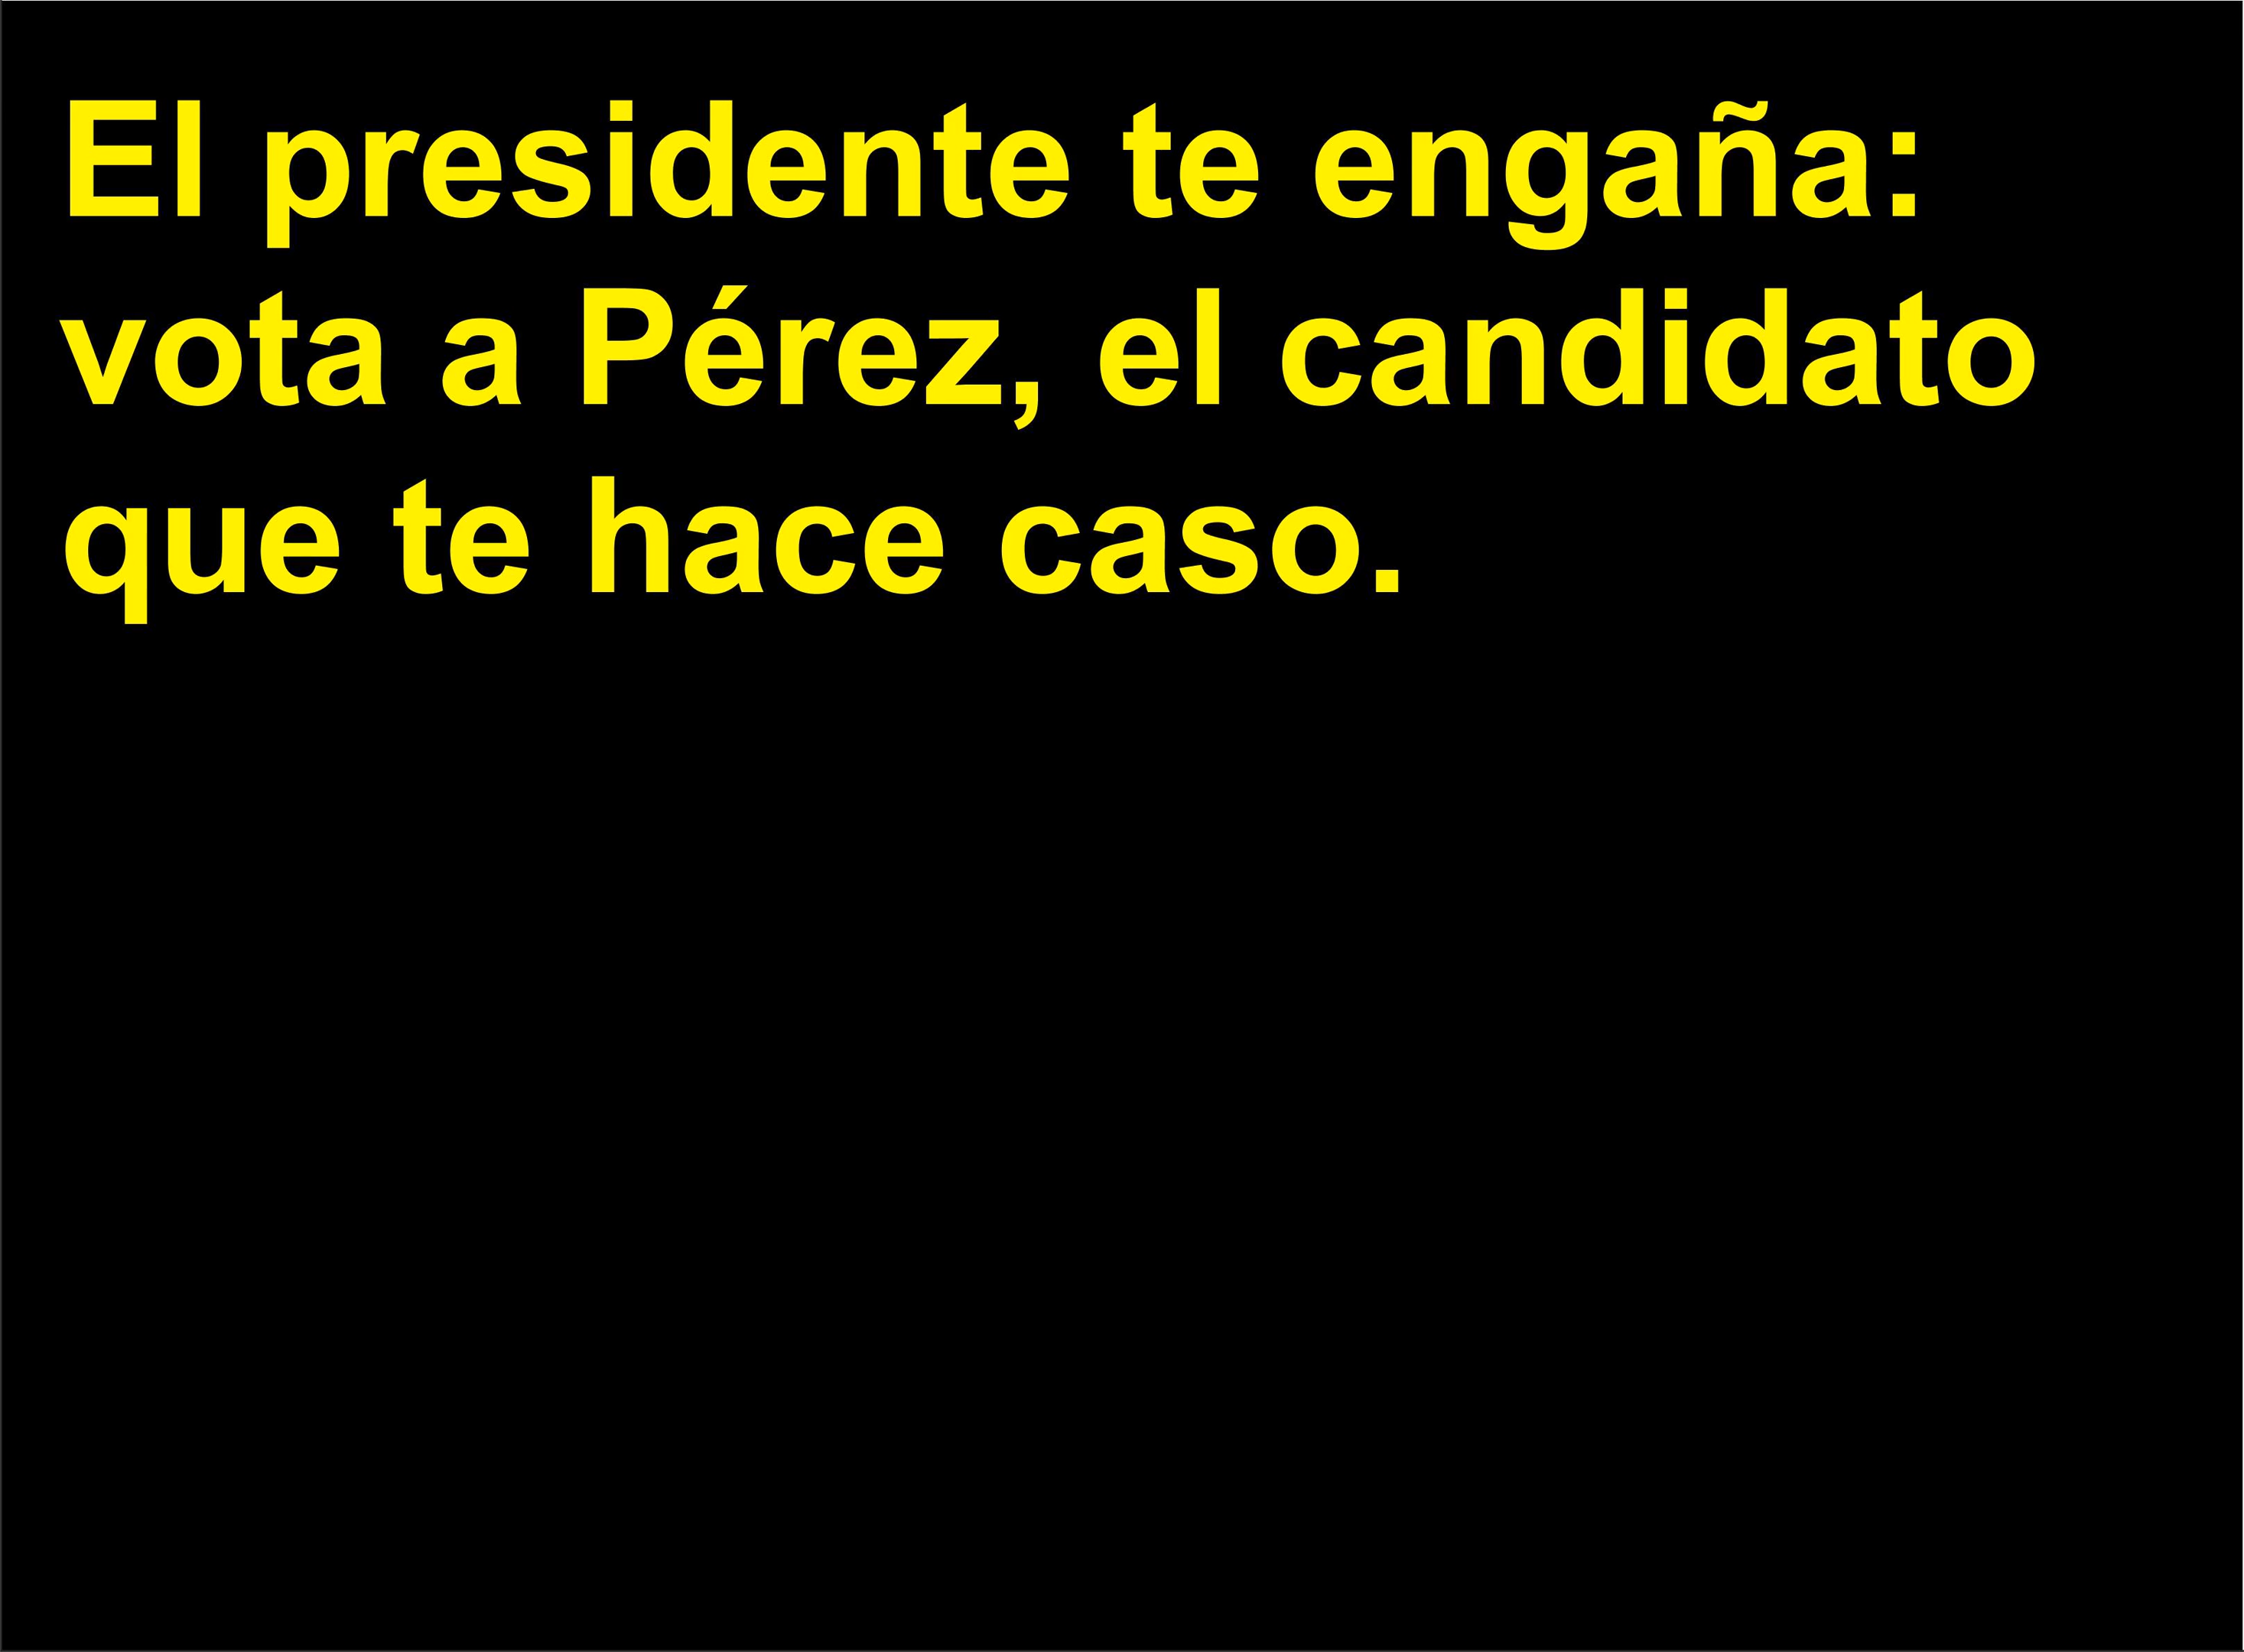 El presidente te engaña:
vota a Pérez, el candidato
que te hace caso.